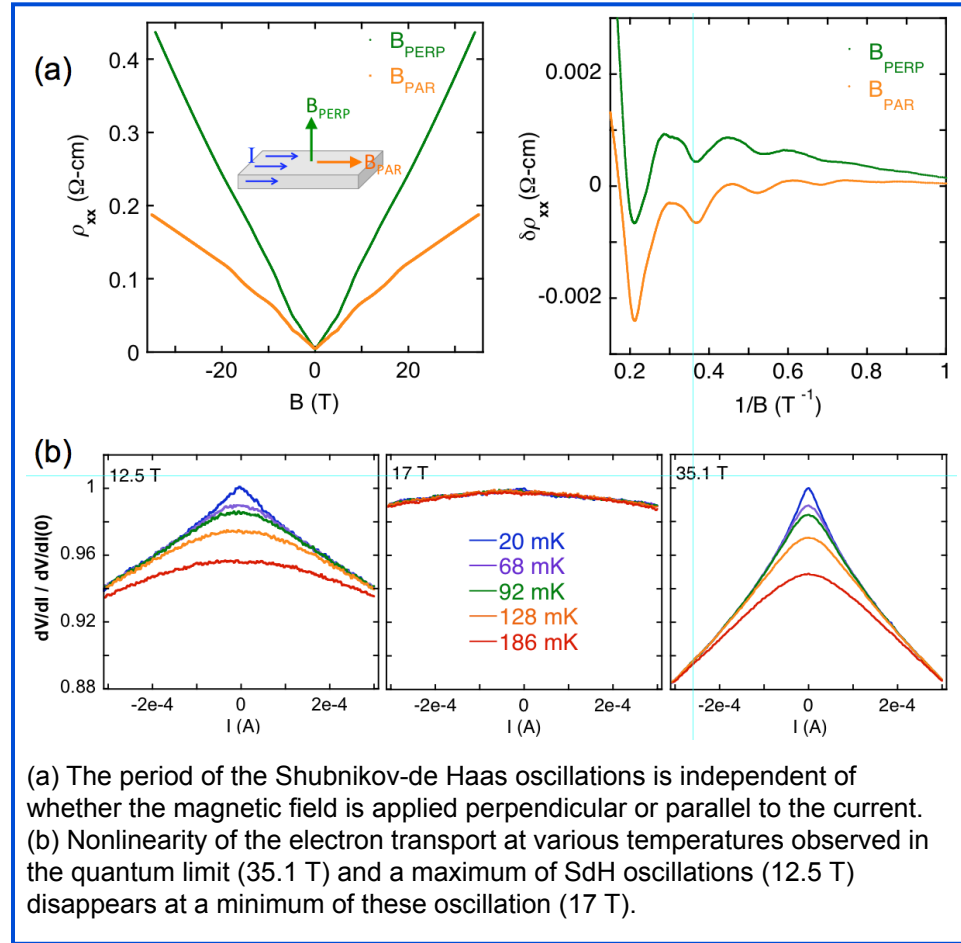 (a)
0.4
0.3
0.2
0.1
0
ρxx (Ω-cm)
-20
0
20
B (T)
B_PERP
B_PAR
B_PERP
I
B_PAR
0.002
0
-0.002
δρxx(Ω-cm)
0.2
0.4
0.6
0.8
1
1/B (T⁻¹)
B_PERP
B_PAR
(b)
12.5 T
17 T
35.1 T
1
0.96
0.92
0.88
dV/dI / dV/dI(0)
20 mK
68 mK
92 mK
128 mK
186 mK
-2e-4
0
2e-4
I (A)
-2e-4
0
2e-4
I (A)
-2e-4
0
2e-4
I (A)
(a) The period of the Shubnikov-de Haas oscillations is independent of
whether the magnetic field is applied perpendicular or parallel to the current.
(b) Nonlinearity of the electron transport at various temperatures observed in
the quantum limit (35.1 T) and a maximum of SdH oscillations (12.5 T)
disappears at a minimum of these oscillation (17 T).